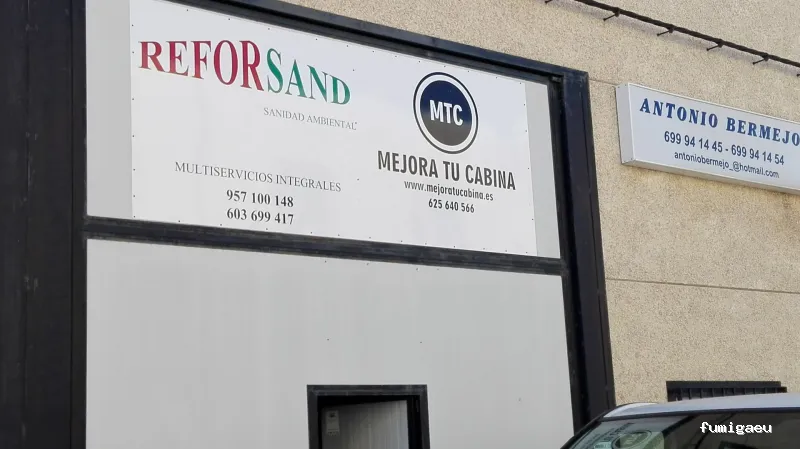 REFORSAND
SANIDAD AMBIENTAL
MULTISERVICIOS INTEGRALES
957 100 148
603 699 417
MTC
MEJORA TU CABINA
www.mejoratucabina.es
625 640 566
ANTONIO BERMEJO
699 94 14 45 - 699 94 14 54
antoniobermejo_@hotmail.com
fumigaeu